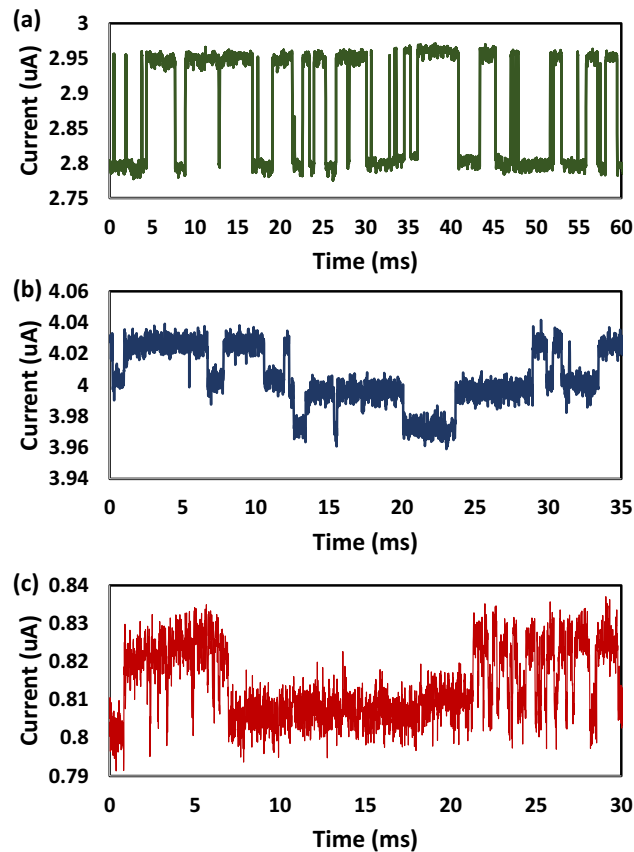 (a)
3
2.95
2.9
2.85
2.8
2.75
Current (uA)
0 5 10 15 20 25 30 35 40 45 50 55 60
Time (ms)
(b)
4.06
4.04
4.02
4
3.98
3.96
3.94
Current (uA)
0 5 10 15 20 25 30 35
Time (ms)
(c)
0.84
0.83
0.82
0.81
0.8
0.79
Current (uA)
0 5 10 15 20 21 30
Time (ms)